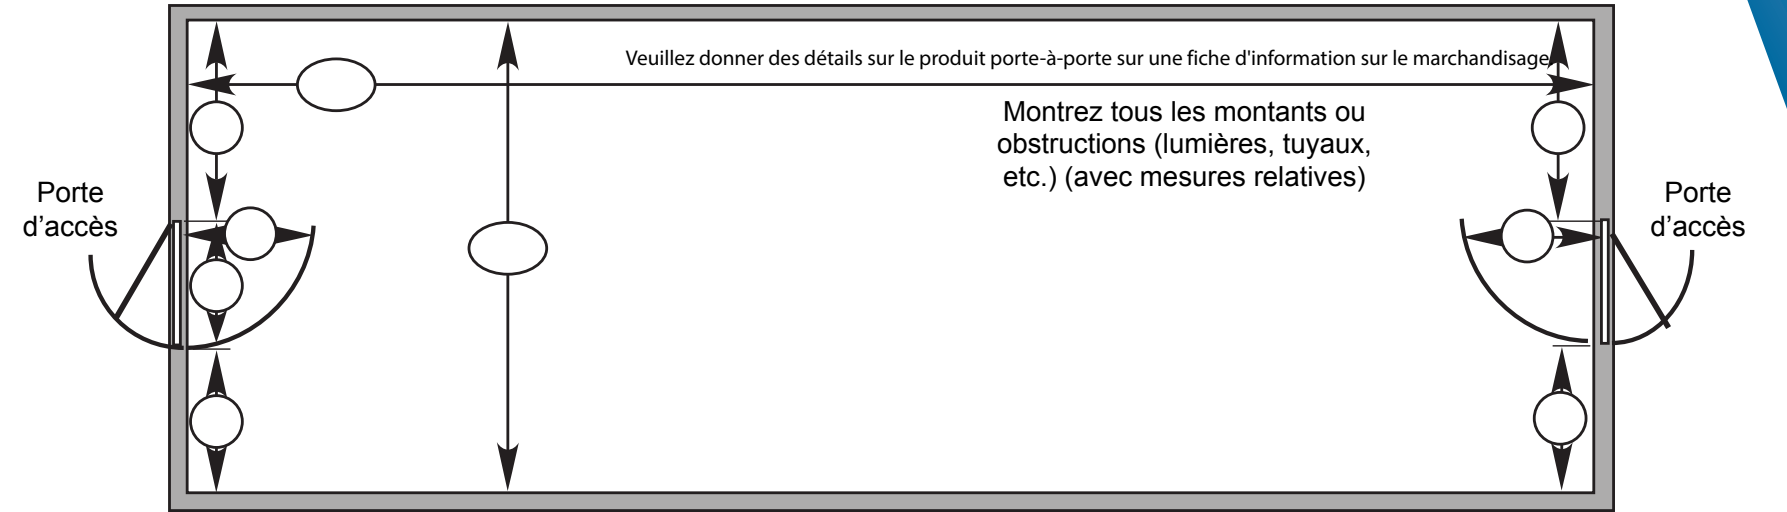 Veuillez donner des détails sur le produit porte-à-porte sur une fiche d'information sur le marchandisage
Montrez tous les montants ou
obstructions (lumières, tuyaux,
etc.) (avec mesures relatives)
Porte
d’accès
Porte
d’accès